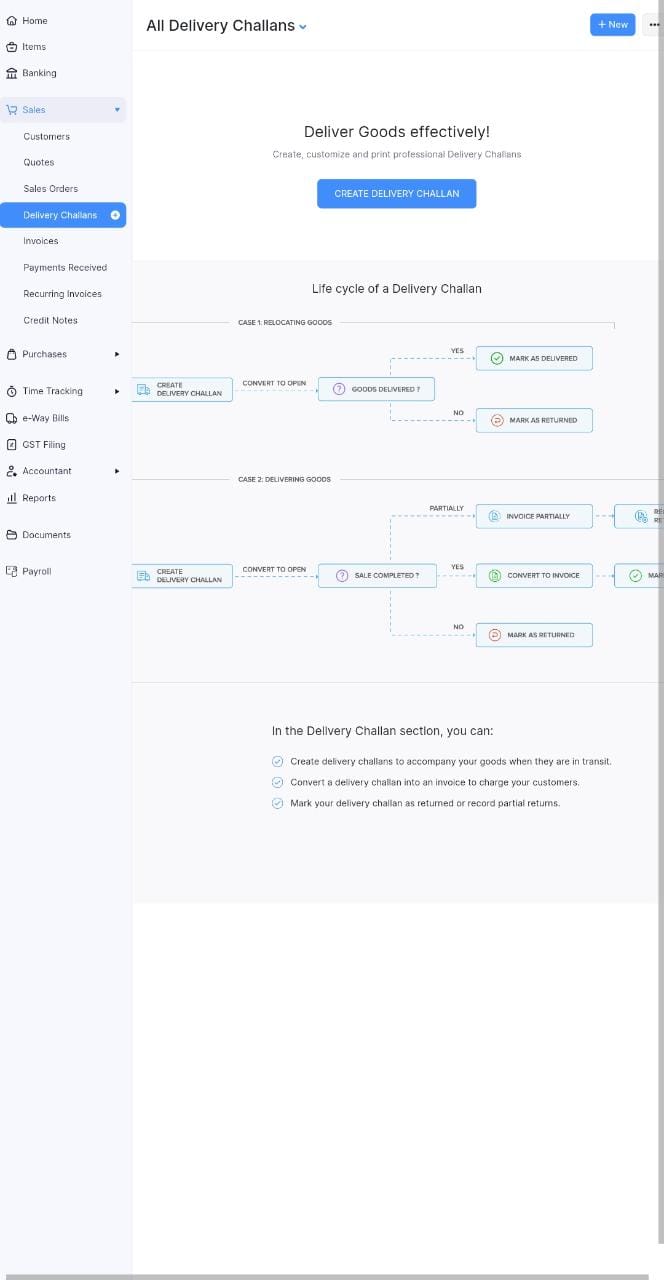 Home
Items
Banking
Sales
Customers
Quotes
Sales Orders
Delivery Challans
Invoices
Payments Received
Recurring Invoices
Credit Notes
Purchases
Time Tracking
e-Way Bills
GST Filing
Accountant
Reports
Documents
Payroll
All Delivery Challans
+ New
Deliver Goods effectively!
Create, customize and print professional Delivery Challans
CREATE DELIVERY CHALLAN
Life cycle of a Delivery Challan
CASE 1: RELOCATING GOODS
YES
MARK AS DELIVERED
CREATE
DELIVERY CHALLAN
CONVERT TO OPEN
GOODS DELIVERED ?
NO
MARK AS RETURNED
CASE 2: DELIVERING GOODS
PARTIALLY
INVOICE PARTIALLY
CREATE
DELIVERY CHALLAN
CONVERT TO OPEN
SALE COMPLETED ?
YES
CONVERT TO INVOICE
NO
MARK AS RETURNED
In the Delivery Challan section, you can:
Create delivery challans to accompany your goods when they are in transit.
Convert a delivery challan into an invoice to charge your customers.
Mark your delivery challan as returned or record partial returns.